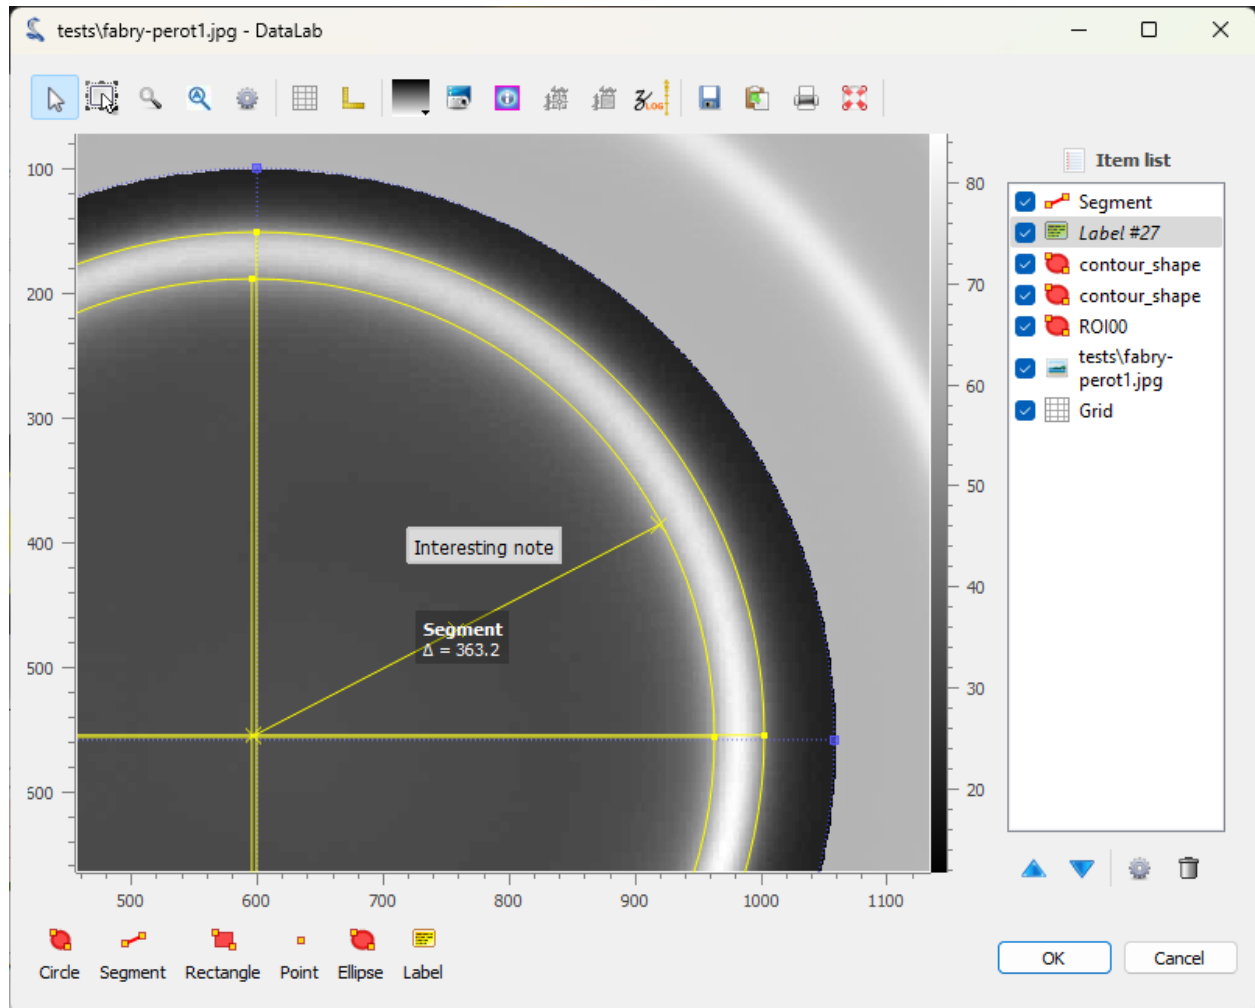 tests\fabry-perot1.jpg - DataLab
LOG
100
200
300
400
500
500
Interesting note
Segment
Δ = 363.2
500
600
700
800
900
1000
1100
80
70
60
50
40
30
20
Item list
Segment
Label #27
contour_shape
contour_shape
ROI00
tests\fabry-
perot1.jpg
Grid
Circle
Segment
Rectangle
Point
Ellipse
Label
OK
Cancel